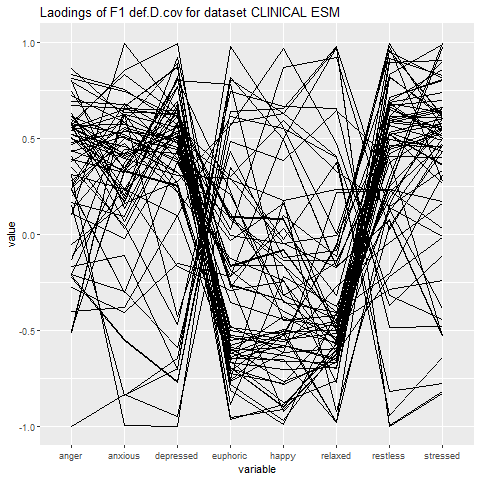 Laodings of F1 def.D.cov for dataset CLINICAL ESM
value
1.0
0.5
0.0
-0.5
-1.0
anger anxious depressed euphoric happy relaxed restless stressed
variable